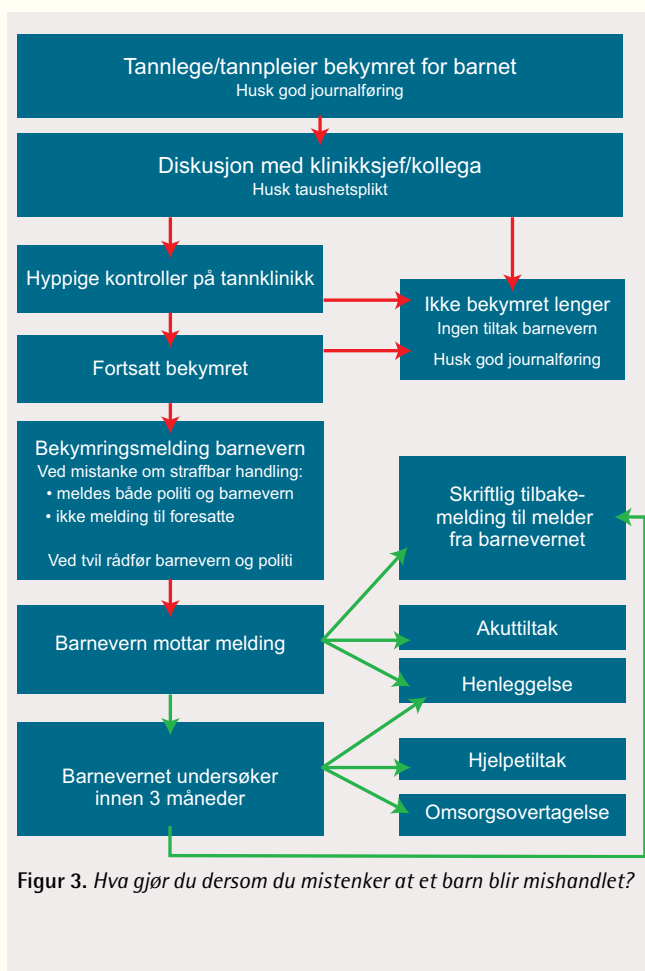 Tannlege/tannpleier bekymret for barnet
Husk god journalføring
Diskusjon med klinikksjef/kollega
Husk taushetsplikt
Hyppige kontroller på tannklinikk
Ikke bekymret lenger
Ingen tiltak barnevern
Husk god journalføring
Fortsatt bekymret
Bekymringsmelding barnevern
Ved mistanke om straffbar handling:
• meldes både politi og barnevern
• ikke melding til foresatte
Ved tvil rådfør barnevern og politi
Skriftlig tilbake-
melding til melder
fra barnevernet
Barnevern mottar melding
Akuttiltak
Henleggelse
Barnevernet undersøker
innen 3 måneder
Hjelpetiltak
Omsorgsovertagelse
Figur 3. Hva gjør du dersom du mistenker at et barn blir mishandlet?